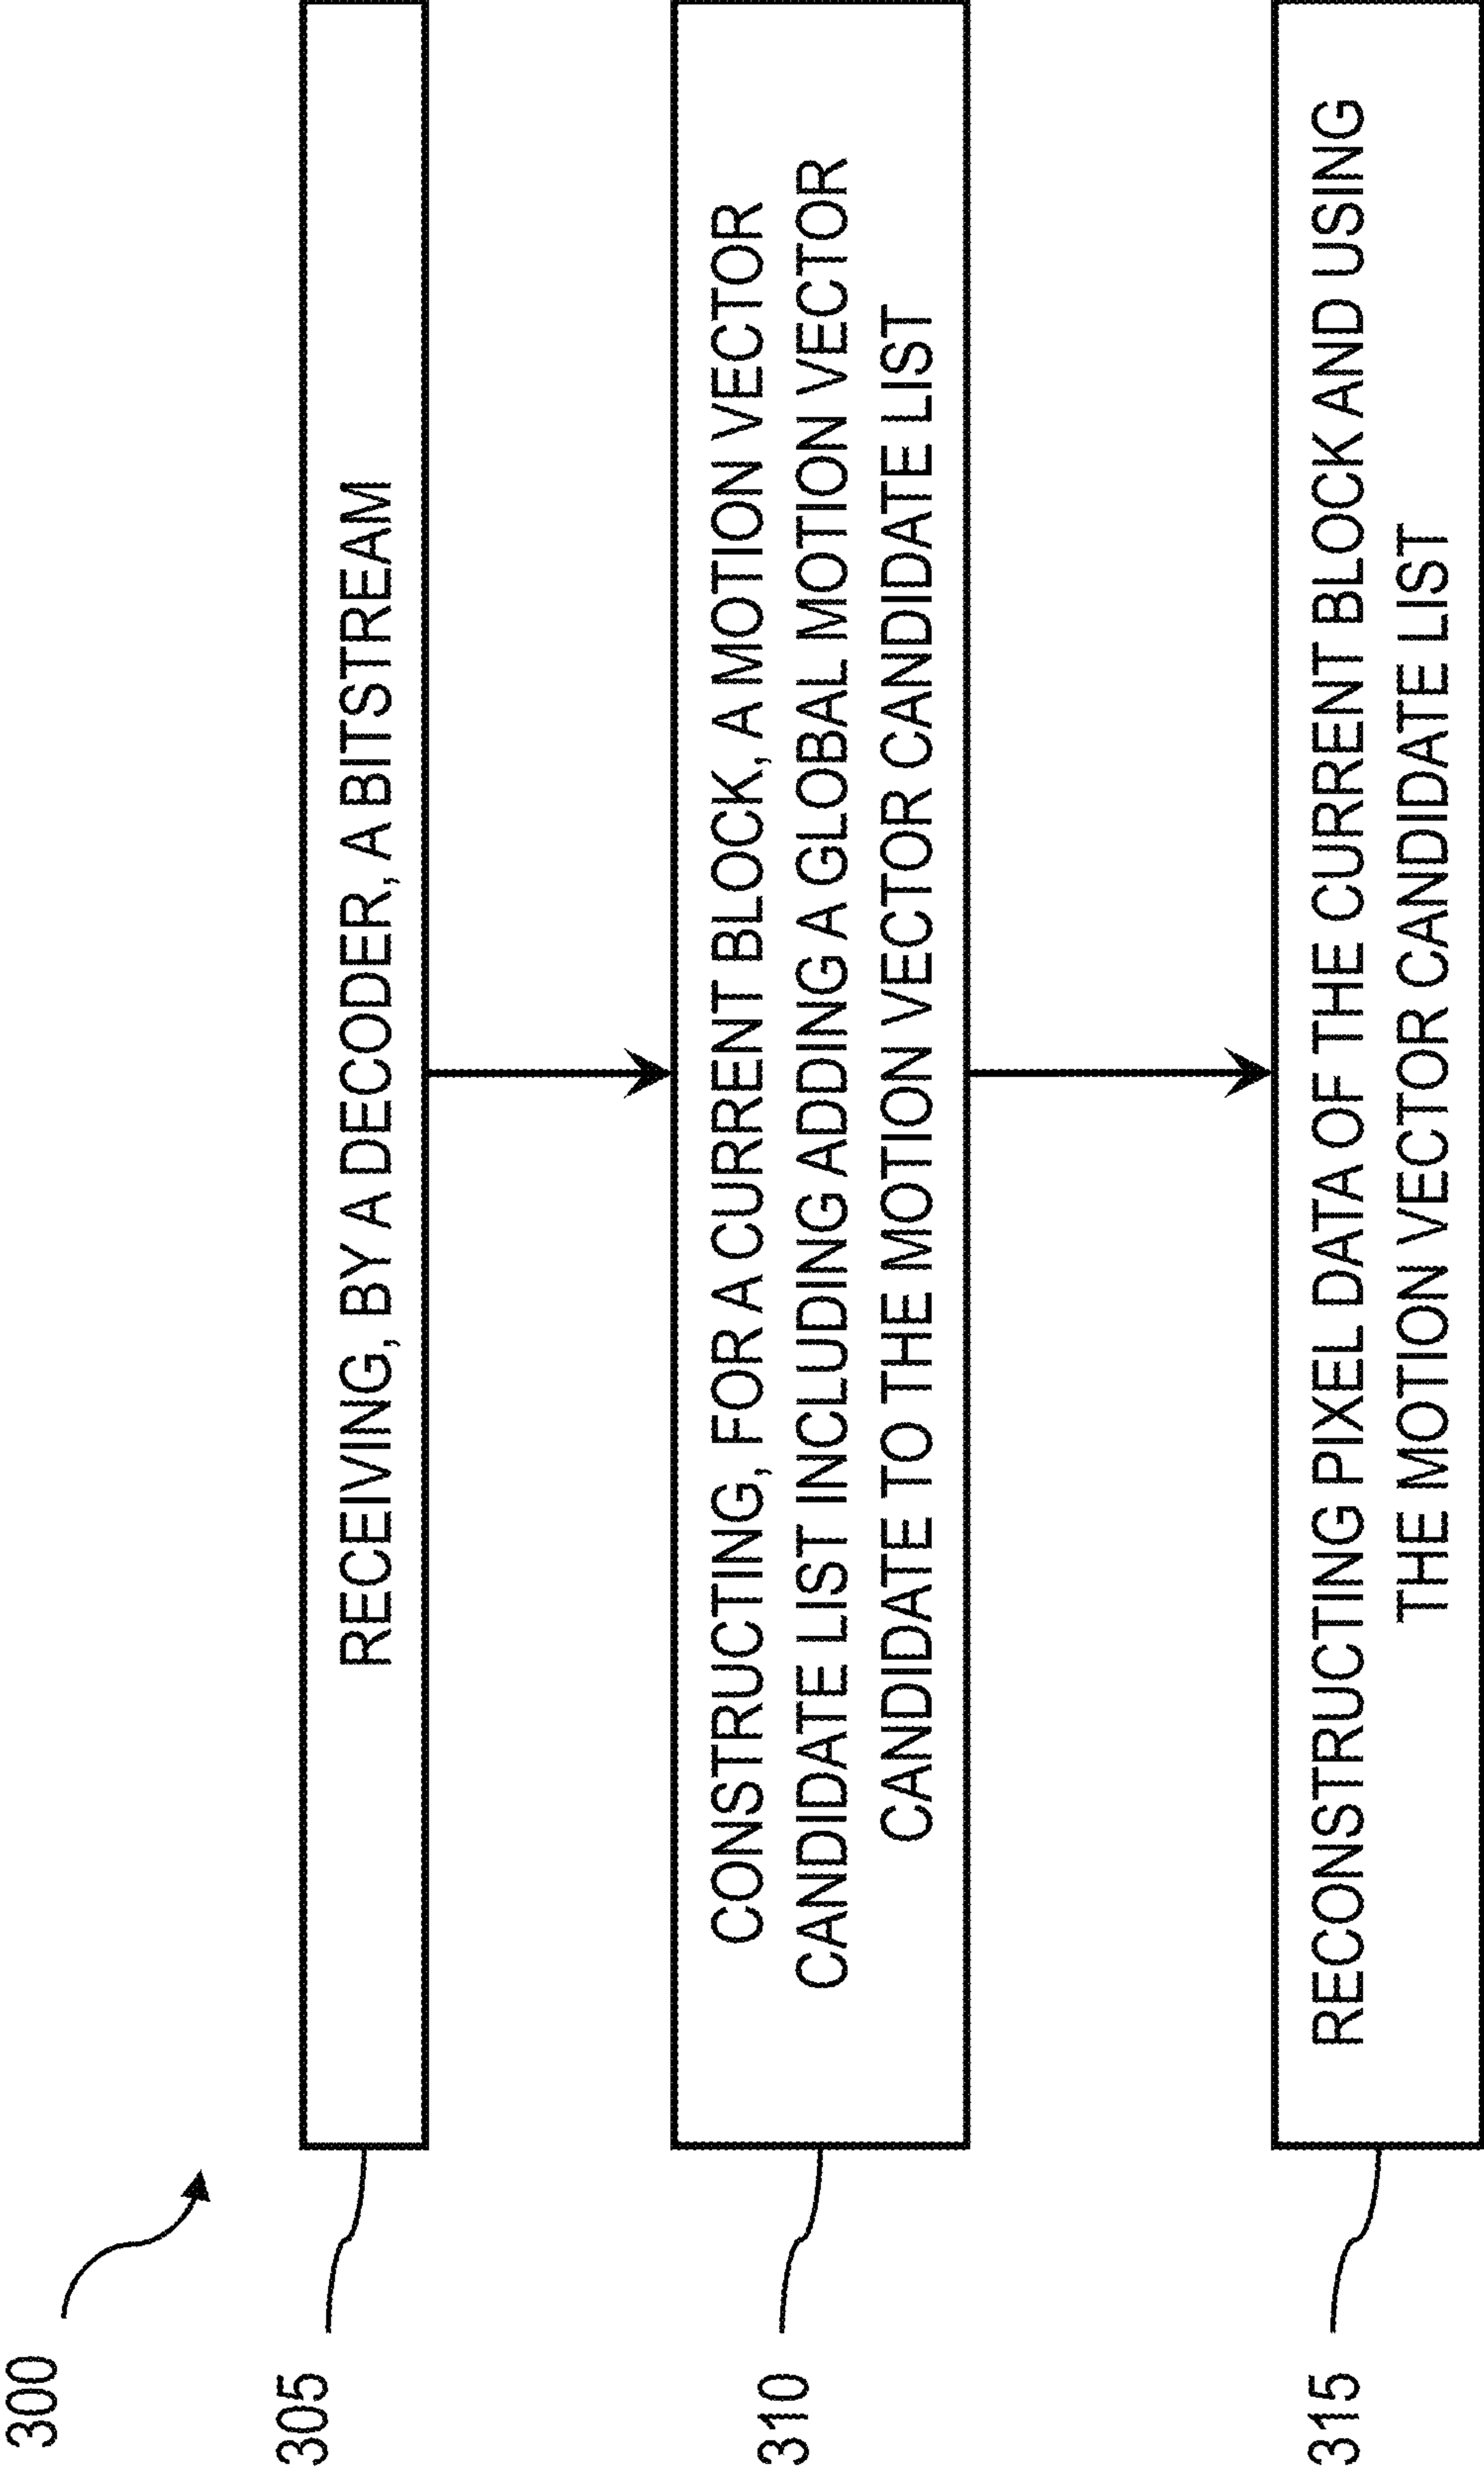 300
305
RECEIVING, BY A DECODER, A BITSTREAM
310
CONSTRUCTING, FOR A CURRENT BLOCK, A MOTION VECTOR
CANDIDATE LIST INCLUDING ADDING A GLOBAL MOTION VECTOR
CANDIDATE TO THE MOTION VECTOR CANDIDATE LIST
315
RECONSTRUCTING PIXEL DATA OF THE CURRENT BLOCK AND USING
THE MOTION VECTOR CANDIDATE LIST